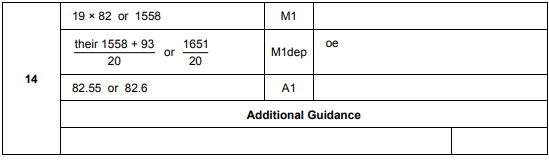 19 × 82 or 1558 M1
their 1558 + 93 / 20 or 1651 / 20 M1dep oe
14
82.55 or 82.6 A1
Additional Guidance